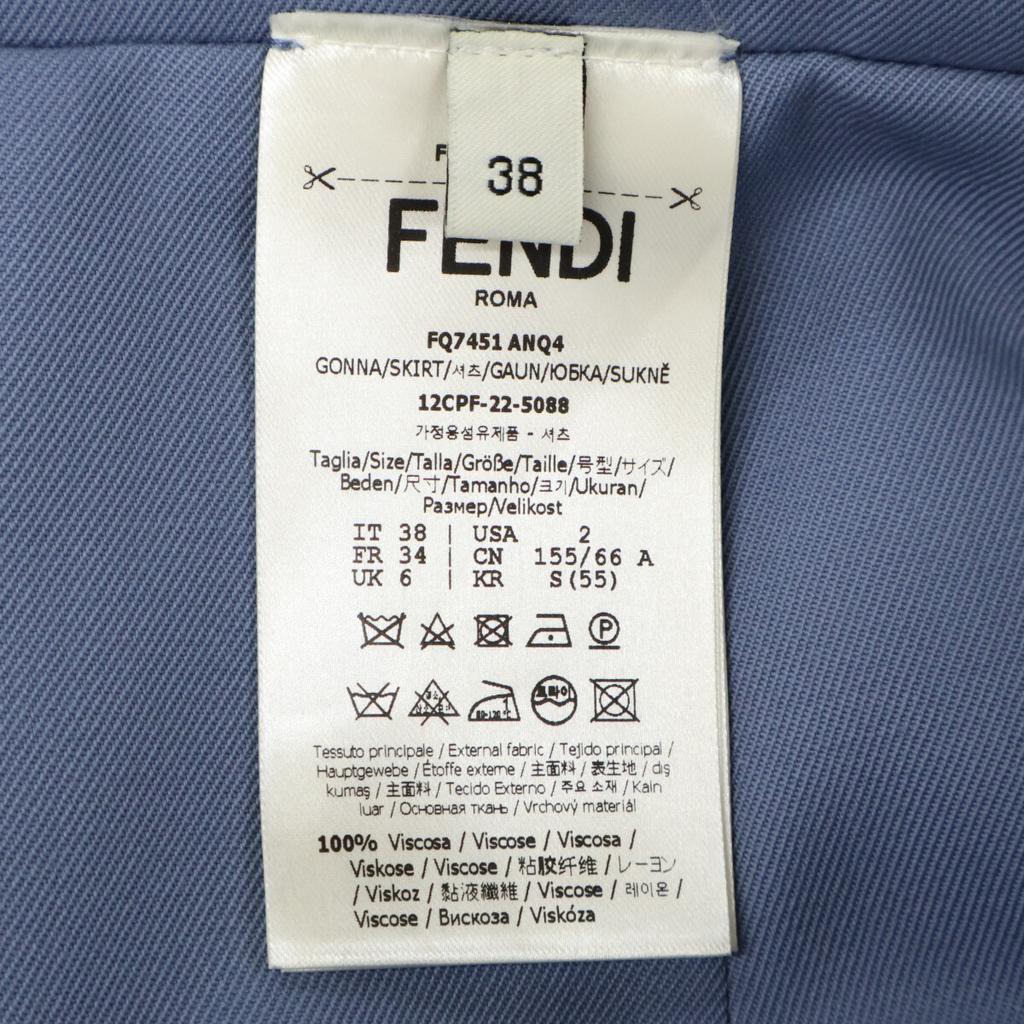 38
FENDI
ROMA
FQ7451 ANQ4
GONNA/SKIRT/셔츠/GAUN/ЮБКА/SUKNĚ
12CPF-22-5088
가정용섬유제품 - 셔츠
Taglia/Size/Talla/Größe/Taille/号型/サイズ/
Beden/尺寸/Tamanho/크기/Ukuran/
Размер/Velikost
IT 38 | USA 2
FR 34 | CN 155/66 A
UK 6 | KR S(55)
P
드라이
80-120°C
Tessuto principale / External fabric / Tejido principal /
Hauptgewebe / Étoffe externe / 主面料 / 表生地 / dış
kumaş / 主面料 / Tecido Externo / 주요 소재 / Kain
luar / Основная ткань / Vrchový materiál
100% Viscosa / Viscose / Viscosa /
Viskose / Viscose / 粘胶纤维 / レーヨン
/ Viskoz / 黏液纖維 / Viscose / 레이온 /
Viscose / Вискоза / Viskóza